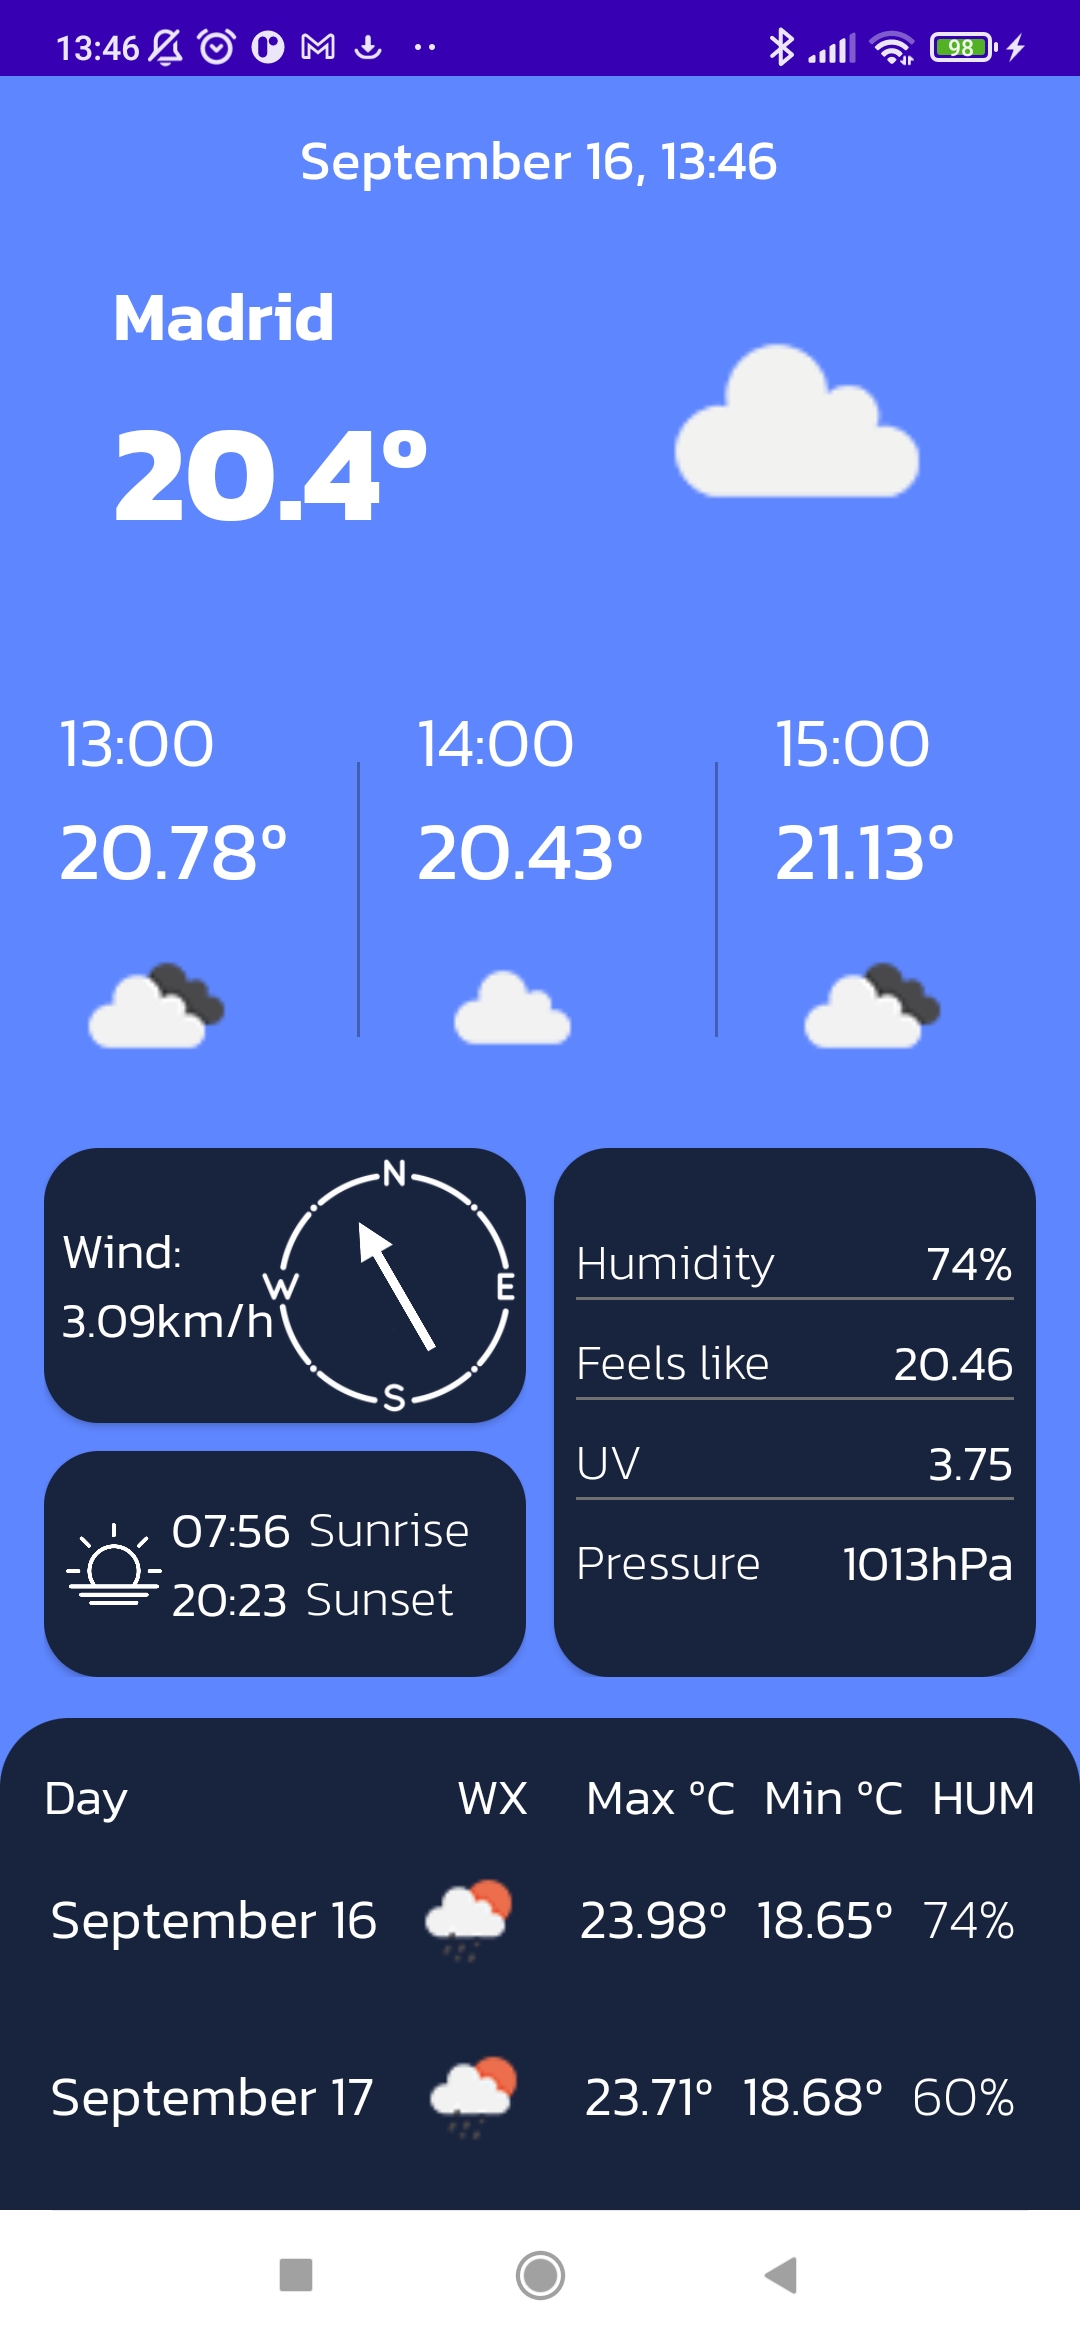 13:46
98
September 16, 13:46
Madrid
20.4°
13:00 14:00 15:00
20.78° 20.43° 21.13°
N
W E
S
Wind:
3.09km/h
Humidity 74%
Feels like 20.46
UV 3.75
Pressure 1013hPa
07:56 Sunrise
20:23 Sunset
Day WX Max °C Min °C HUM
September 16 23.98° 18.65° 74%
September 17 23.71° 18.68° 60%